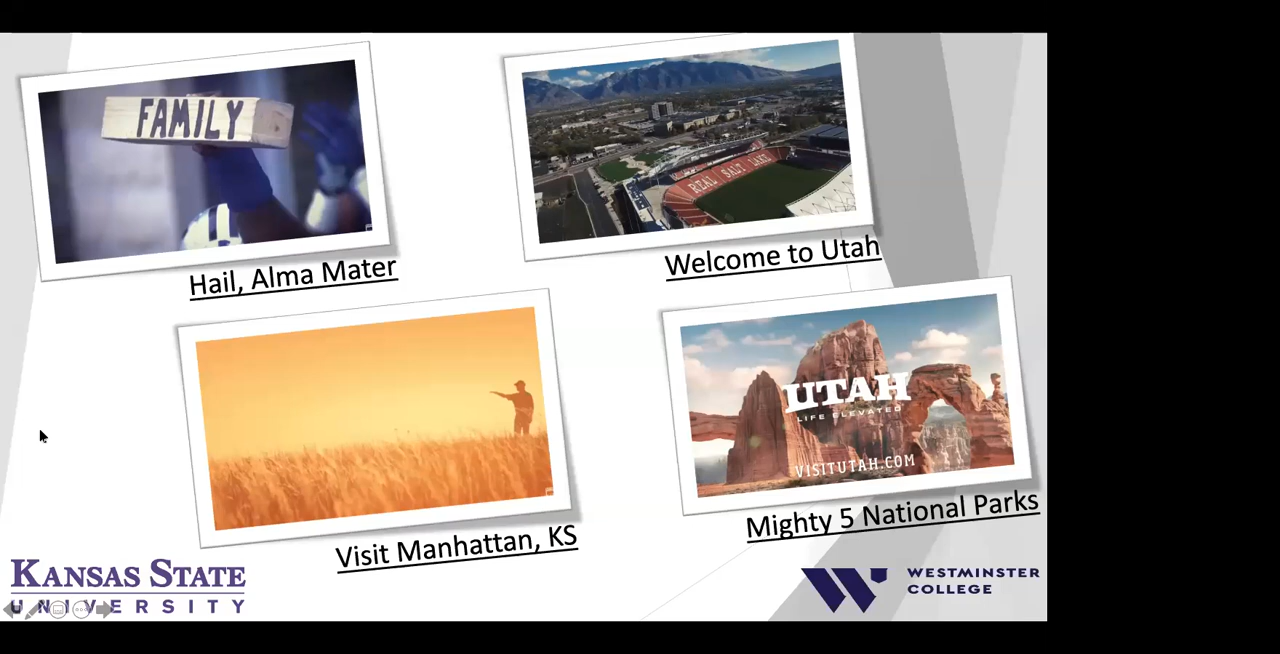 FAMILY
REAL SALT LAKE
Hail, Alma Mater
Welcome to Utah
UTAH
LIFE ELEVATED
VISITUTAH.COM
Visit Manhattan, KS
Mighty 5 National Parks
KANSAS STATE
UNIVERSITY
WESTMINSTER
COLLEGE